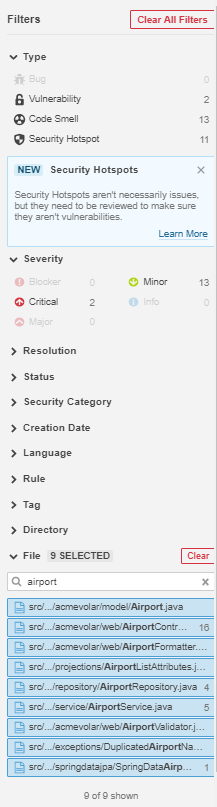 Filters Clear All Filters
Type
Bug 0
Vulnerability 2
Code Smell 13
Security Hotspot 11
NEW Security Hotspots
Security Hotspots aren't necessarily issues,
but they need to be reviewed to make sure
they aren't vulnerabilities.
Learn More
Severity
Blocker 0 Minor 13
Critical 2 Info 0
Major 0
Resolution
Status
Security Category
Creation Date
Language
Rule
Tag
Directory
File 9 SELECTED Clear
airport
src/.../acmevolar/model/Airport.java
src/.../acmevolar/web/AirportContr... 16
src/.../acmevolar/web/AirportFormatter....
src/.../projections/AirportListAttributes.j...
src/.../repository/AirportRepository.java 4
src/.../service/AirportService.java 5
src/.../acmevolar/web/AirportValidator.j...
src/.../exceptions/DuplicatedAirportNa...
src/.../springdatajpa/SpringDataAirp... 1
9 of 9 shown